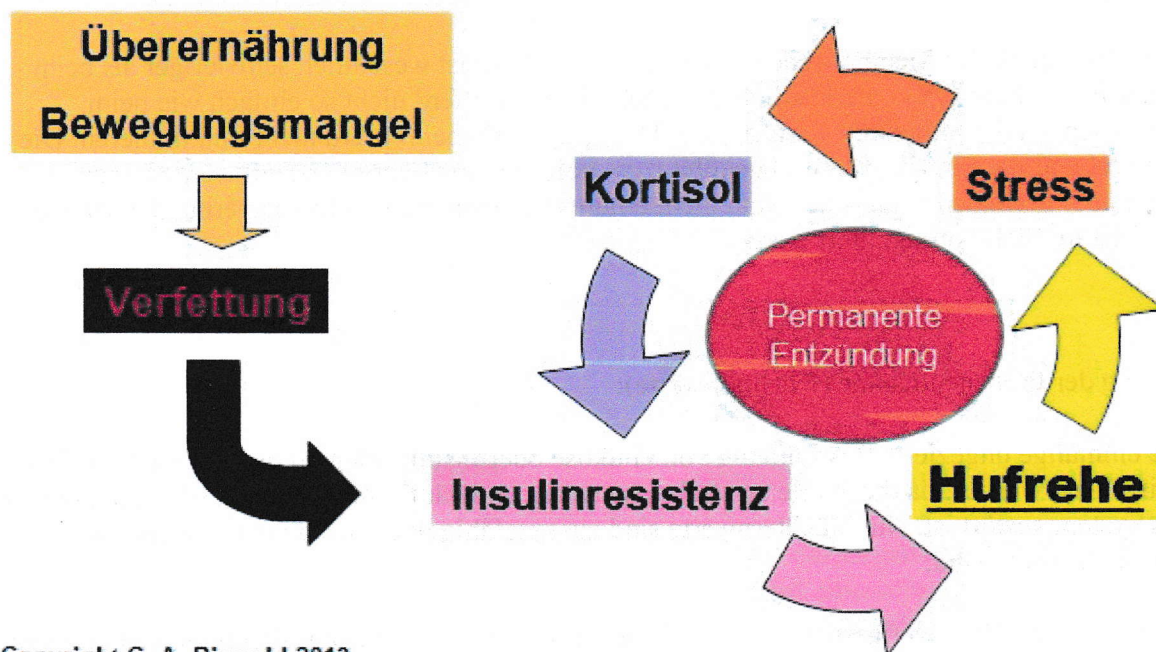 Überernährung
Bewegungsmangel
Kortisol
Stress
Verfettung
Permanente
Entzündung
Insulinresistenz
Hufrehe